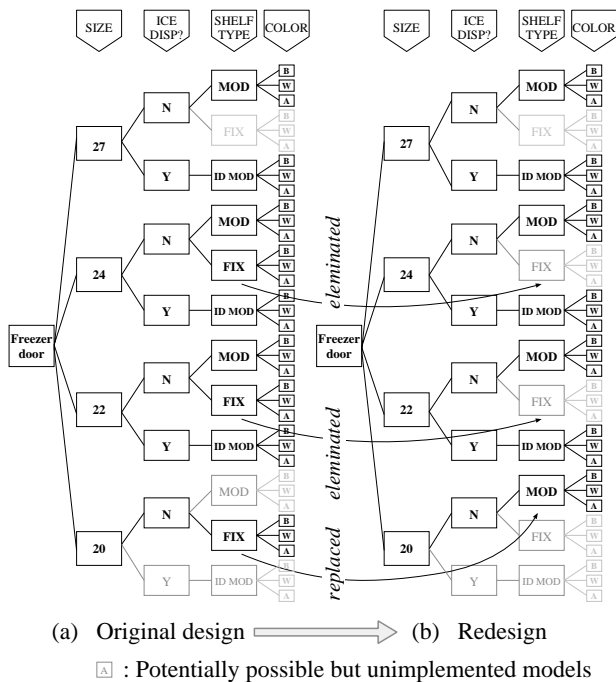 SIZE
ICE DISP?
SHELF TYPE
COLOR
Freezer door
27
N
MOD
B
W
A
FIX
B
W
A
Y
ID MOD
B
W
A
24
N
MOD
B
W
A
FIX
B
W
A
Y
ID MOD
B
W
A
22
N
MOD
B
W
A
FIX
B
W
A
Y
ID MOD
B
W
A
20
N
MOD
B
W
A
FIX
B
W
A
Y
ID MOD
B
W
A
eleminated
eleminated
replaced
SIZE
ICE DISP?
SHELF TYPE
COLOR
Freezer door
27
N
MOD
B
W
A
FIX
B
W
A
Y
ID MOD
B
W
A
24
N
MOD
B
W
A
FIX
B
W
A
Y
ID MOD
B
W
A
22
N
MOD
B
W
A
FIX
B
W
A
Y
ID MOD
B
W
A
20
N
MOD
B
W
A
FIX
B
W
A
Y
ID MOD
B
W
A
(a) Original design (b) Redesign
A : Potentially possible but unimplemented models